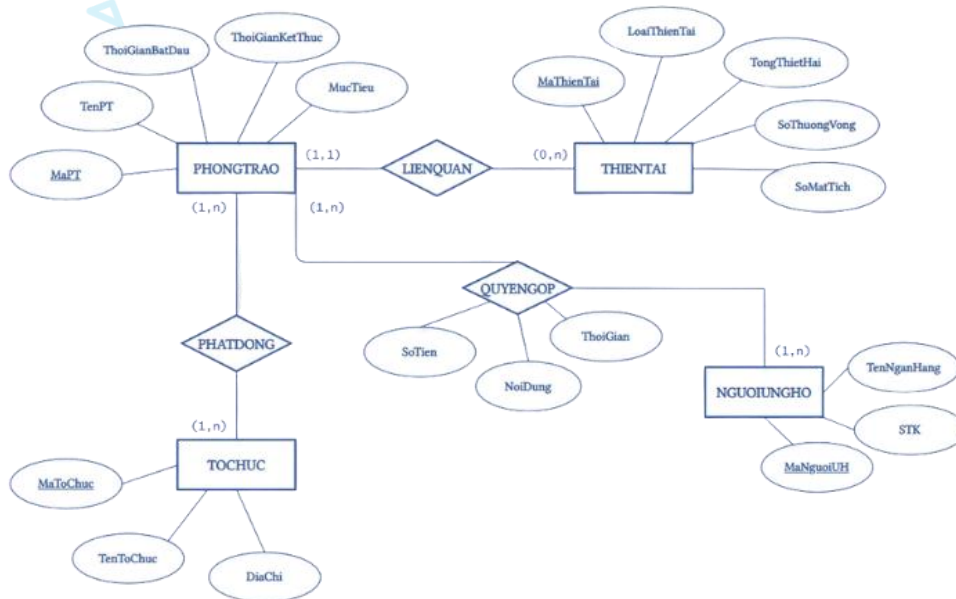 ThoiGianBatDau
ThoiGianKetThuc
MucTieu
TenPT
MaPT
PHONGTRAO
(1,1)
LIENQUAN
(0,n)
THIENTAI
LoaiThienTai
MaThienTai
TongThietHai
SoThuongVong
SoMatTich
(1,n)
(1,n)
QUYENGOP
SoTien
NoiDung
ThoiGian
PHATDONG
(1,n)
NGUOIUNGHO
TenNganHang
STK
MaNguoiUH
(1,n)
TOCHUC
MaToChuc
TenToChuc
DiaChi